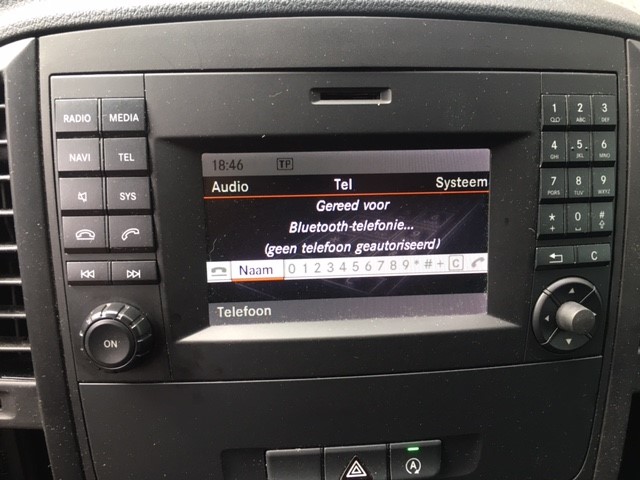 RADIO MEDIA
NAVI TEL
SYS
ON
18:46 TP
Audio Tel Systeem
Gereed voor
Bluetooth-telefonie...
(geen telefoon geautoriseerd)
Naam 0 1 2 3 4 5 6 7 8 9 * # + C
Telefoon
1 2 ABC 3 DEF
4 GHI 5 JKL 6 MNO
7 PQRS 8 TUV 9 WXYZ
* + 0 #
C
A